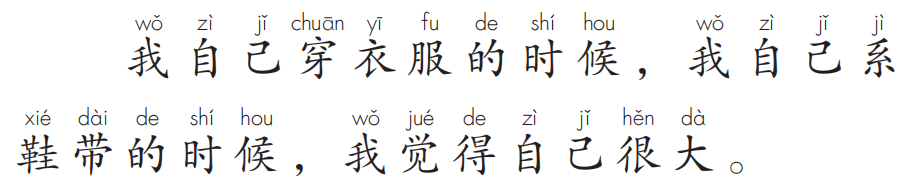 wǒ zì jǐ chuān yī fu de shí hou wǒ zì jǐ jì
我自己穿衣服的时候，我自己系
xié dài de shí hou wǒ jué de zì jǐ hěn dà
鞋带的时候，我觉得自己很大。